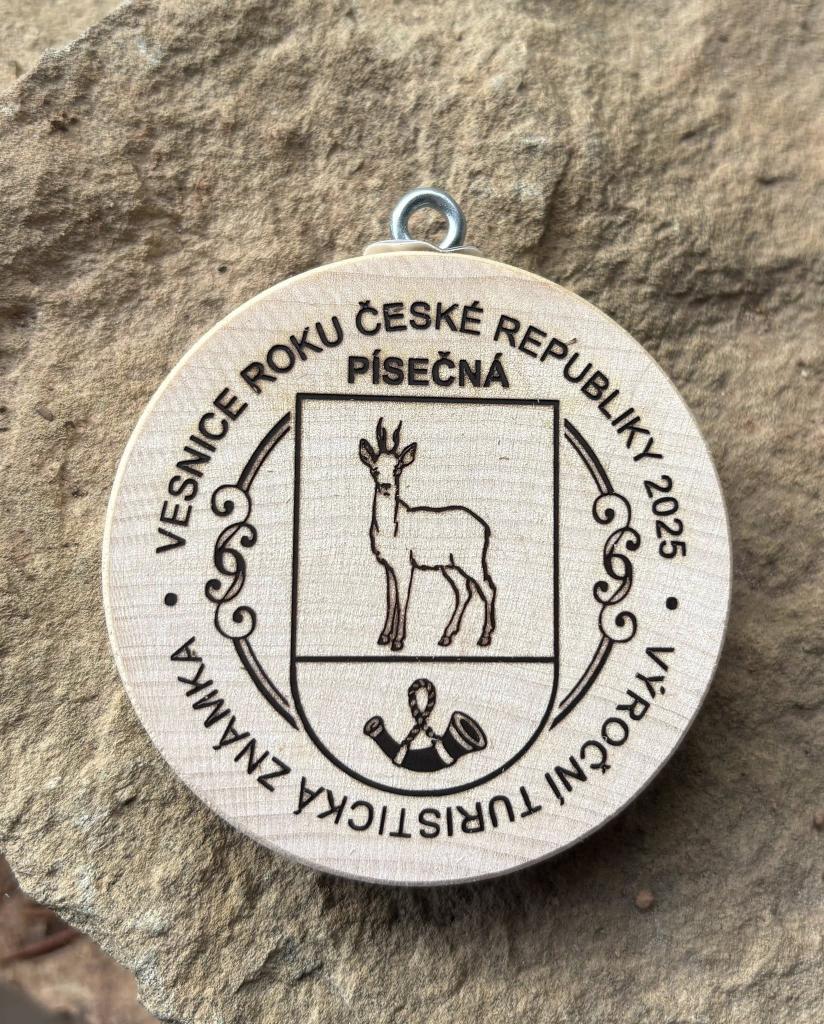 VESNICE ROKU ČESKÉ REPUBLIKY 2025
PÍSEČNÁ
VÝROČNÍ TURISTICKÁ ZNÁMKA